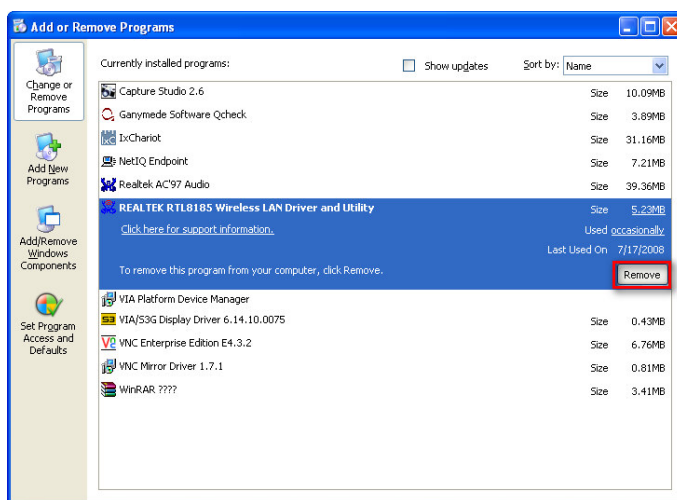 Add or Remove Programs
Change or
Remove
Programs
Add New
Programs
Add/Remove
Windows
Components
Set Program
Access and
Defaults
Currently installed programs:
Show updates
Sort by: Name
Capture Studio 2.6 Size 10.09MB
Ganymede Software Qcheck Size 3.89MB
IxChariot Size 31.16MB
NetIQ Endpoint Size 7.21MB
Realtek AC'97 Audio Size 39.36MB
REALTEK RTL8185 Wireless LAN Driver and Utility Size 5.23MB
Click here for support information. Used occasionally
Last Used On 7/17/2008
To remove this program from your computer, click Remove. Remove
VIA Platform Device Manager
VIA/S3G Display Driver 6.14.10.0075 Size 0.43MB
VNC Enterprise Edition E4.3.2 Size 6.76MB
VNC Mirror Driver 1.7.1 Size 0.81MB
WinRAR ???? Size 3.41MB